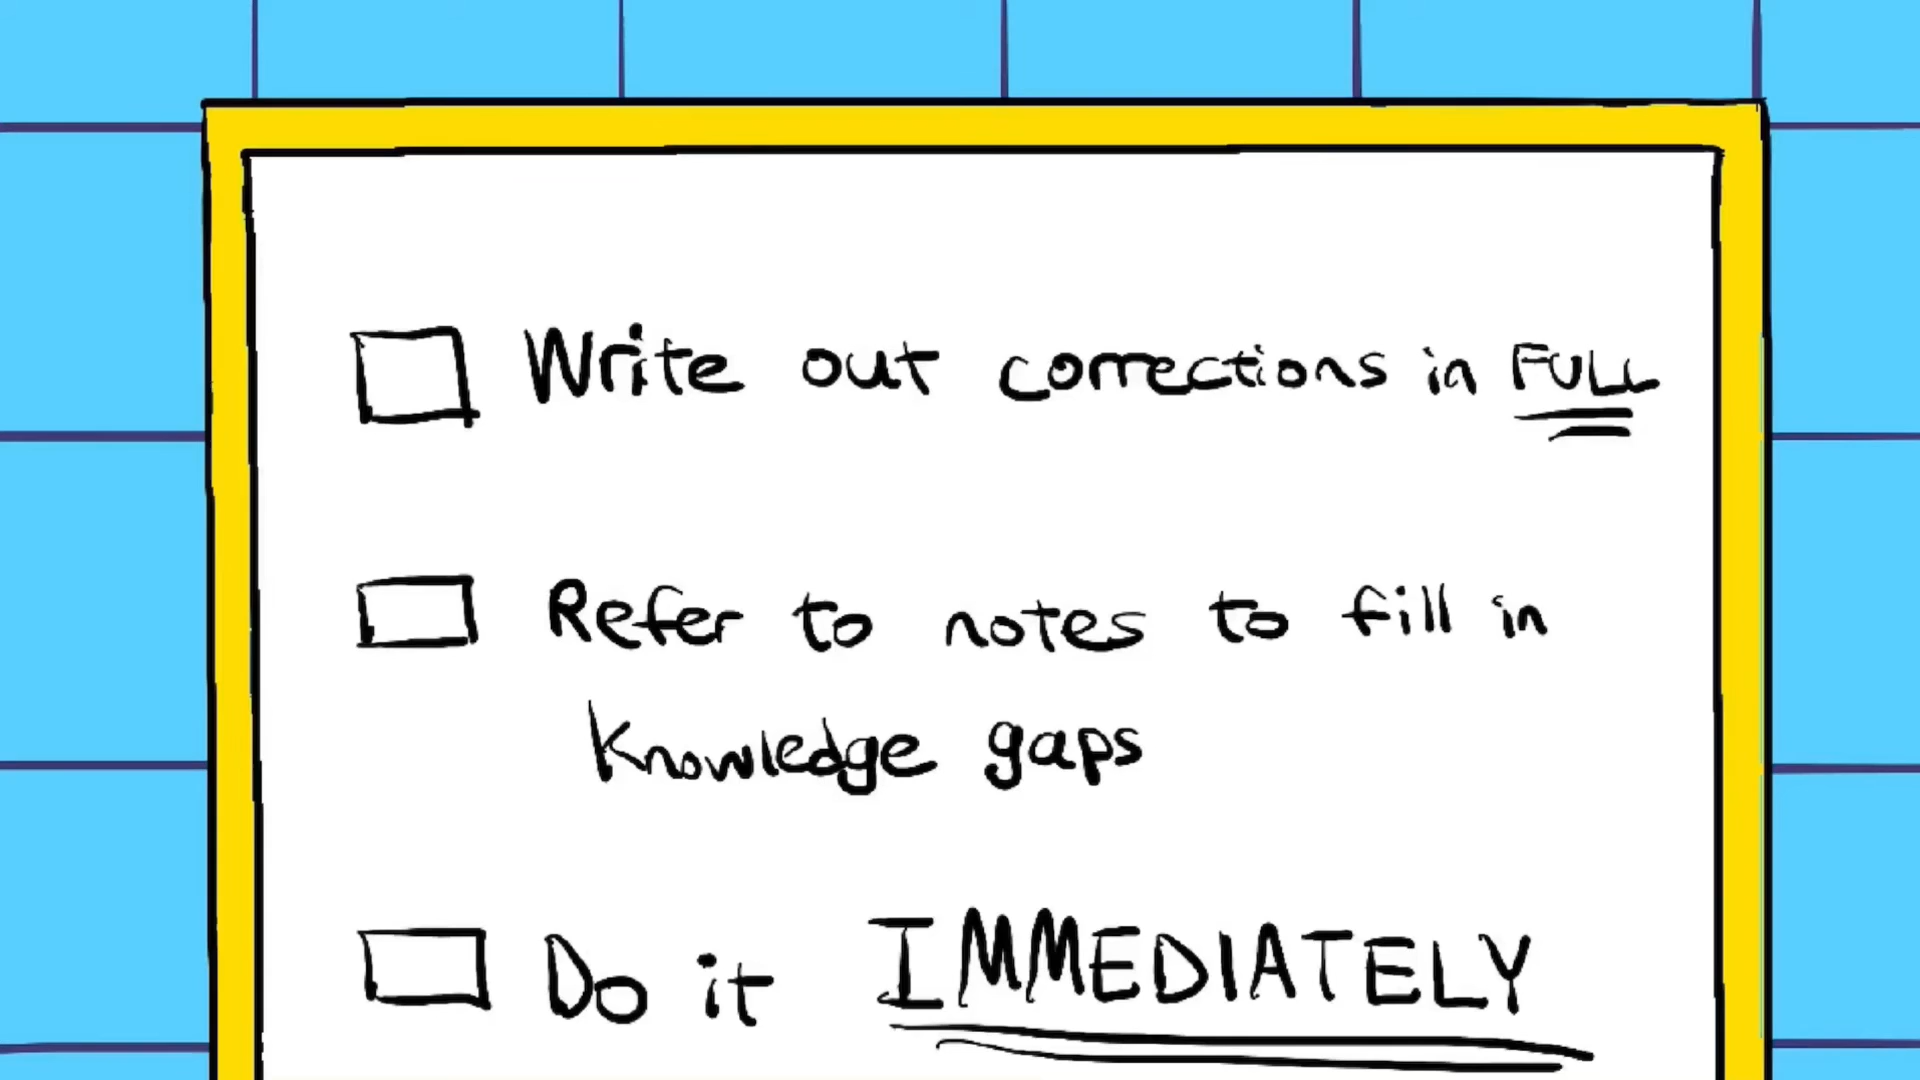 Write out corrections in FULL
Refer to notes to fill in
knowledge gaps
Do it IMMEDIATELY